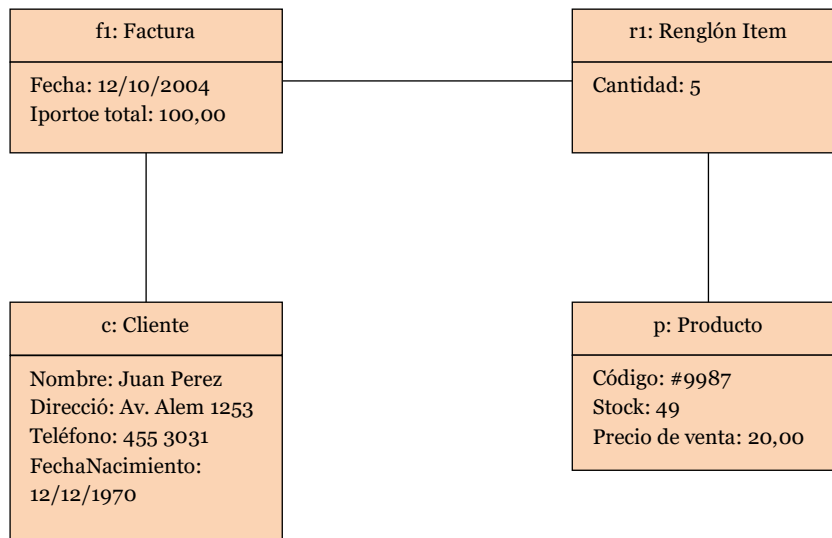 f1: Factura
Fecha: 12/10/2004
Iportoe total: 100,00
r1: Renglón Item
Cantidad: 5
c: Cliente
Nombre: Juan Perez
Direcció: Av. Alem 1253
Teléfono: 455 3031
FechaNacimiento:
12/12/1970
p: Producto
Código: #9987
Stock: 49
Precio de venta: 20,00